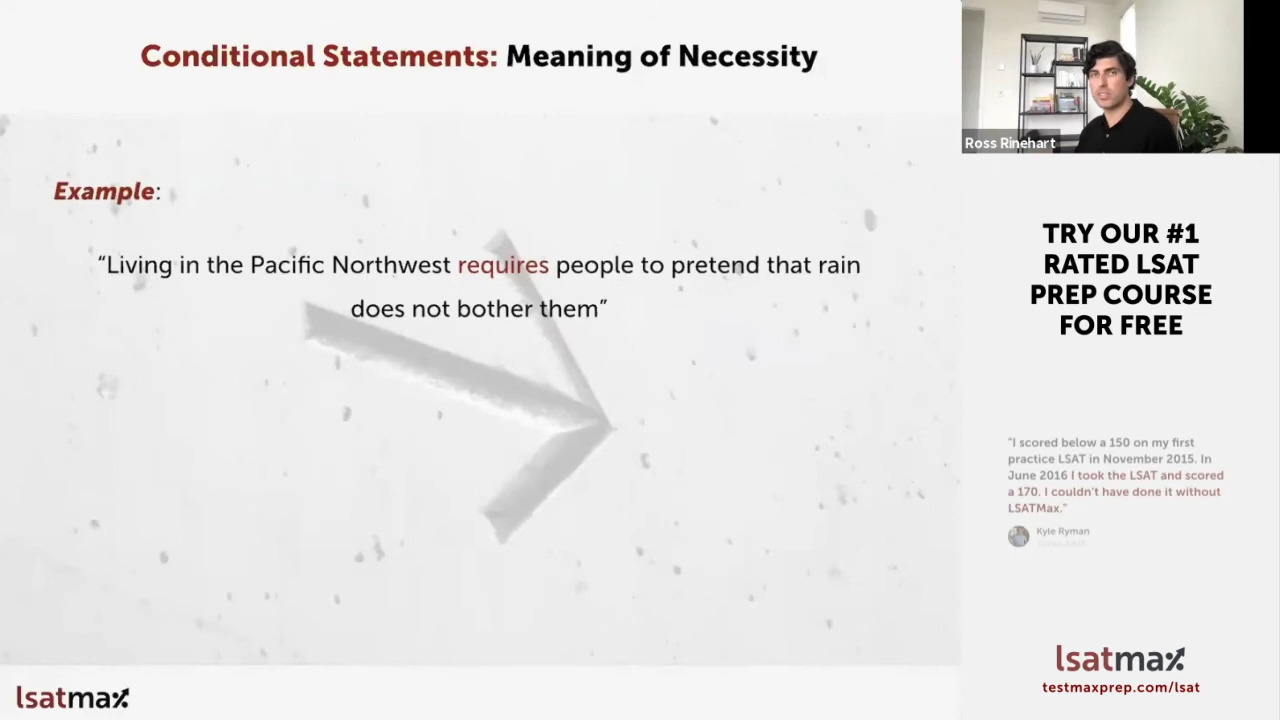 Conditional Statements: Meaning of Necessity
Ross Rinehart
Example:
“Living in the Pacific Northwest requires people to pretend that rain
does not bother them”
TRY OUR #1
RATED LSAT
PREP COURSE
FOR FREE
"I scored below a 150 on my first
practice LSAT in November 2015. In
June 2016 I took the LSAT and scored
a 170. I couldn't have done it without
LSATMax."
Kyle Ryman
lsatmax
testmaxprep.com/lsat
lsatmax